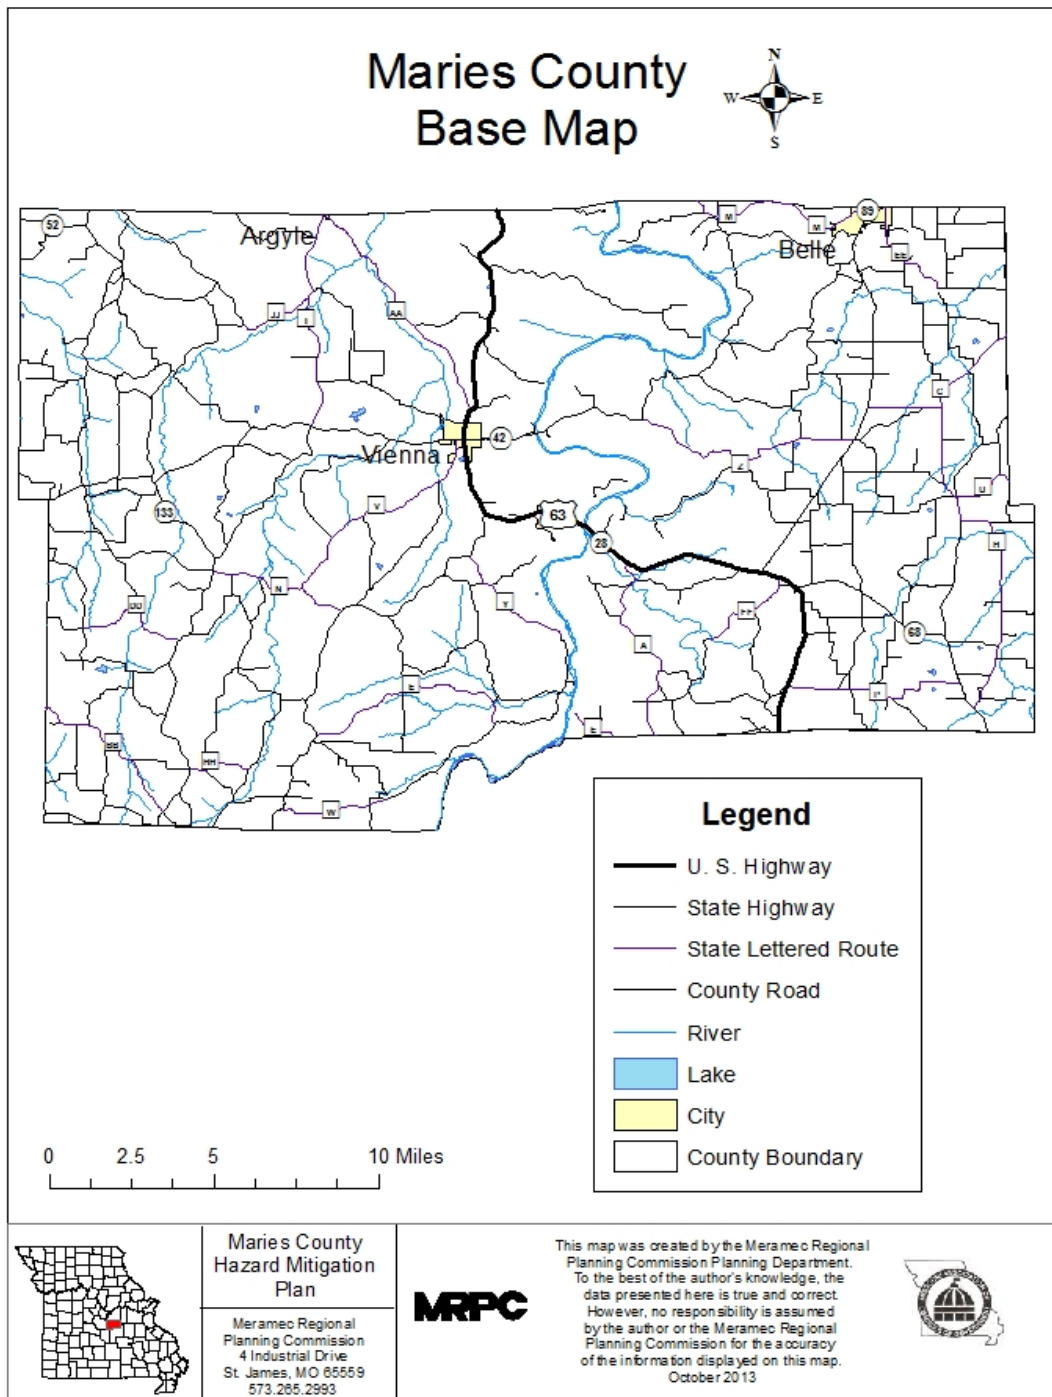 Maries County
Base Map
N
W
E
S
52
Argyle
M
M
89
Belle
EE
JJ
I
AA
C
Vienna
42
Z
U
133
V
63
28
H
N
DD
Y
FF
A
68
E
P
E
BB
HH
W
Legend
U. S. Highway
State Highway
State Lettered Route
County Road
River
Lake
City
County Boundary
0 2.5 5 10 Miles
Maries County
Hazard Mitigation
Plan
Meramec Regional
Planning Commission
4 Industrial Drive
St. James, MO 65559
573.265.2993
MRPC
This map was created by the Meramec Regional
Planning Commission Planning Department.
To the best of the author's knowledge, the
data presented here is true and correct.
However, no responsibility is assumed
by the author or the Meramec Regional
Planning Commission for the accuracy
of the information displayed on this map.
October 2013